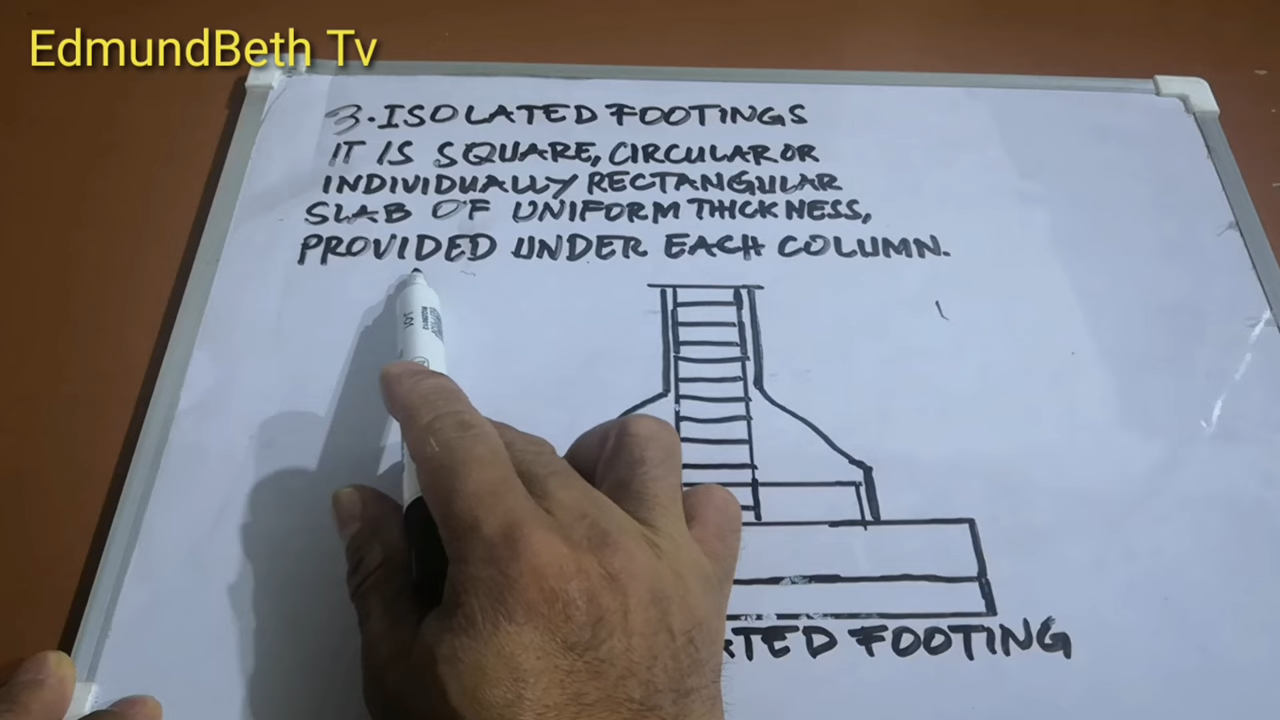 EdmundBeth Tv
3. ISOLATED FOOTINGS
IT IS SQUARE, CIRCULAR OR
INDIVIDUALLY RECTANGULAR
SLAB OF UNIFORM THICKNESS,
PROVIDED UNDER EACH COLUMN.
ATED FOOTING